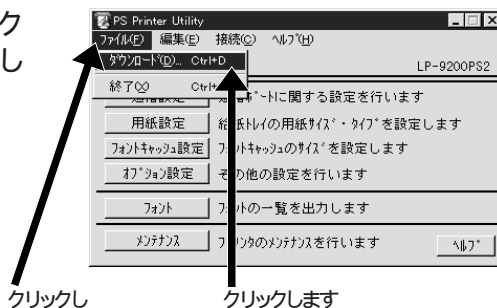 ク
し
PS Printer Utility
ファイル(F) 編集(E) 接続(C) ヘルプ(H)
ダウンロード(D)... Ctrl+D
LP-9200PS2
終了(X)
ートに関する設定を行います
用紙設定
給紙トレイの用紙サイズ・タイプを設定します
フォントキャッシュ設定
フォントキャッシュのサイズを設定します
オプション設定
その他の設定を行います
フォント
フォントの一覧を出力します
メンテナンス
プリンタのメンテナンスを行います
ヘルプ
クリックし
クリックします